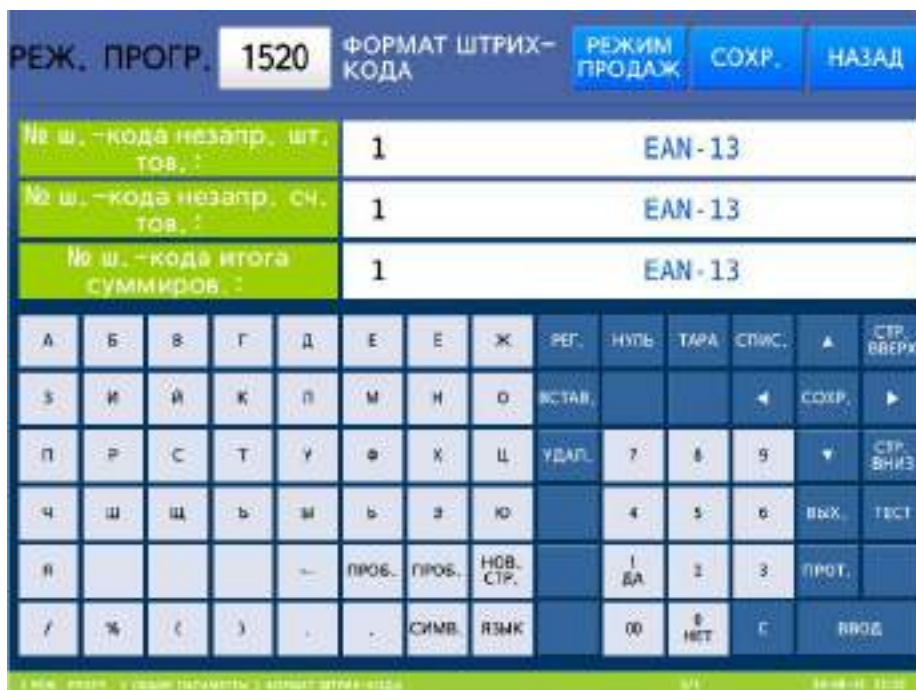 РЕЖ. ПРОГР. 1520 ФОРМАТ ШТРИХ- РЕЖИМ СОХР. НАЗАД
КОДА ПРОДАЖ
№ ш.-кода незапр. шт. 1 EAN-13
тов.:
№ ш.-кода незапр. сч. 1 EAN-13
тов.:
№ ш.-кода итога 1 EAN-13
суммиров.:
А Б В Г Д Е Ё Ж РЕГ. НУЛЬ ТАРА СПИС. ▲ СТР. ВВЕРХ
З И Й К Л М Н О ВСТАВ. ◀ СОХР. ▶
П Р С Т У Ф Х Ц УДАЛ. 7 8 9 ▼ СТР. ВНИЗ
Ч Ш Щ Ъ Ы Ь Э Ю 4 5 6 ВЫХ. ТЕСТ
Я ← ПРОБ. ПРОБ. НОВ. СТР. 1 ДА 2 3 ПРОТ.
/ % ( ) СИМВ. ЯЗЫК 00 0 НЕТ С ВВОД